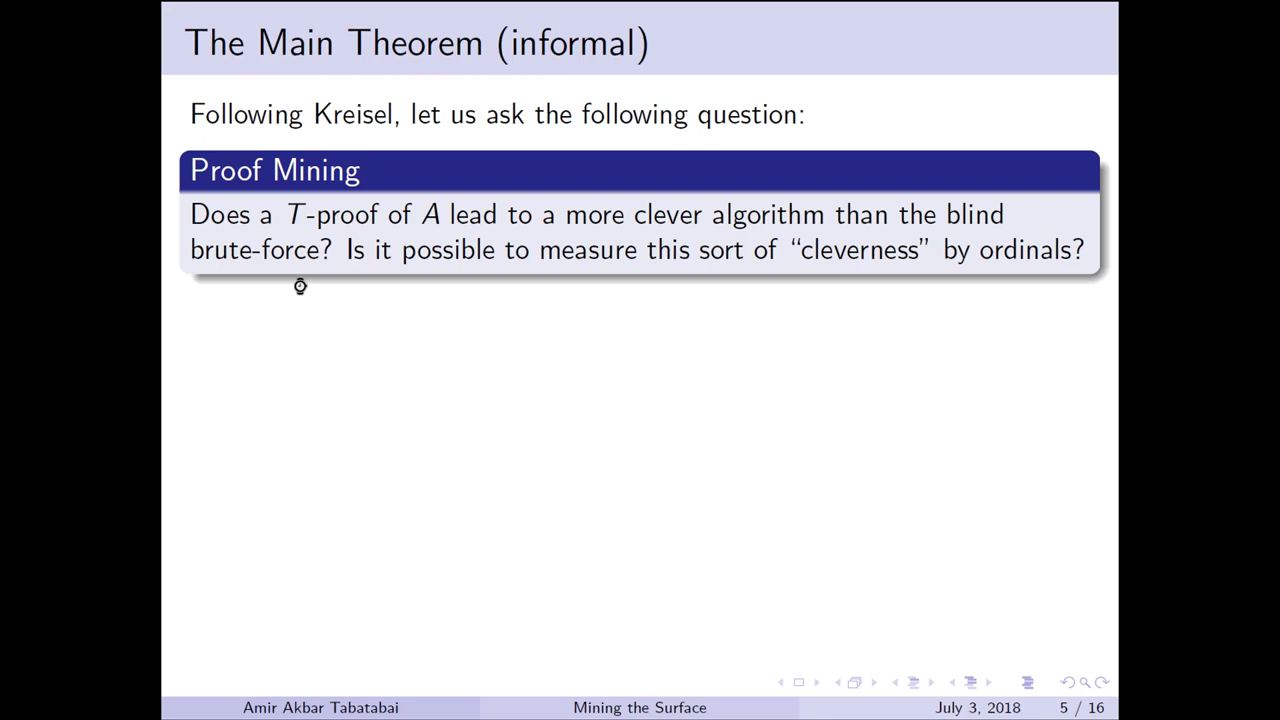 The Main Theorem (informal)
Following Kreisel, let us ask the following question:
Proof Mining
Does a T-proof of A lead to a more clever algorithm than the blind
brute-force? Is it possible to measure this sort of “cleverness” by ordinals?
Amir Akbar Tabatabai Mining the Surface July 3, 2018 5 / 16